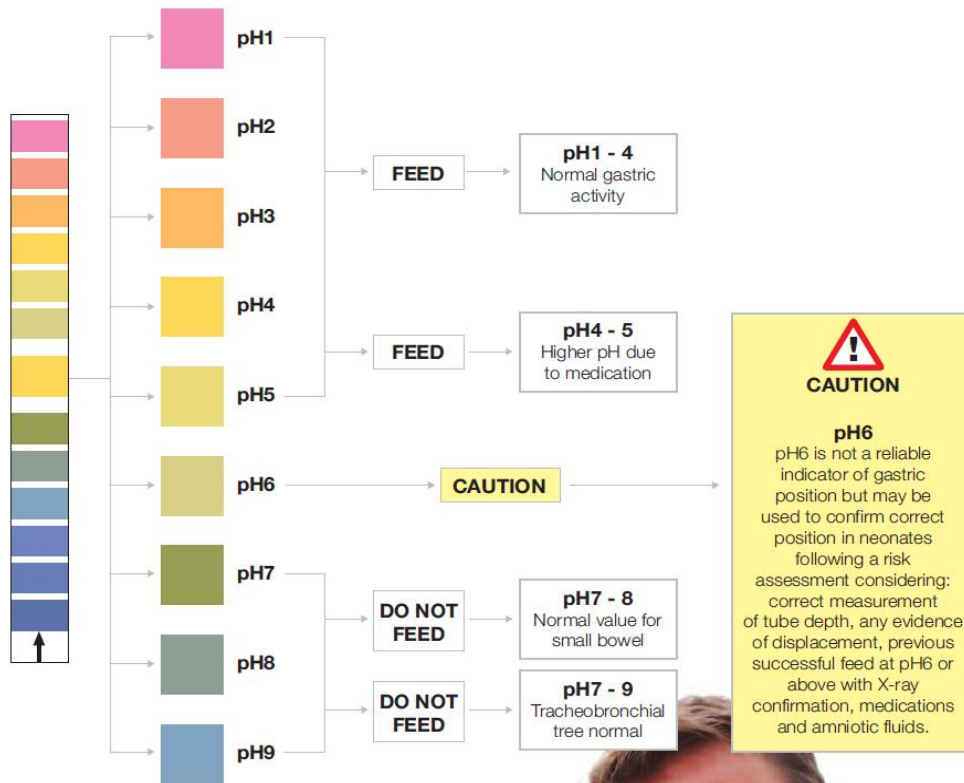 pH1
pH2
pH3
pH4
pH5
pH6
pH7
pH8
pH9
FEED
pH1 - 4
Normal gastric
activity
FEED
pH4 - 5
Higher pH due
to medication
CAUTION
DO NOT
FEED
pH7 - 8
Normal value for
small bowel
DO NOT
FEED
pH7 - 9
Tracheobronchial
tree normal
!
CAUTION
pH6
pH6 is not a reliable
indicator of gastric
position but may be
used to confirm correct
position in neonates
following a risk
assessment considering:
correct measurement
of tube depth, any evidence
of displacement, previous
successful feed at pH6 or
above with X-ray
confirmation, medications
and amniotic fluids.